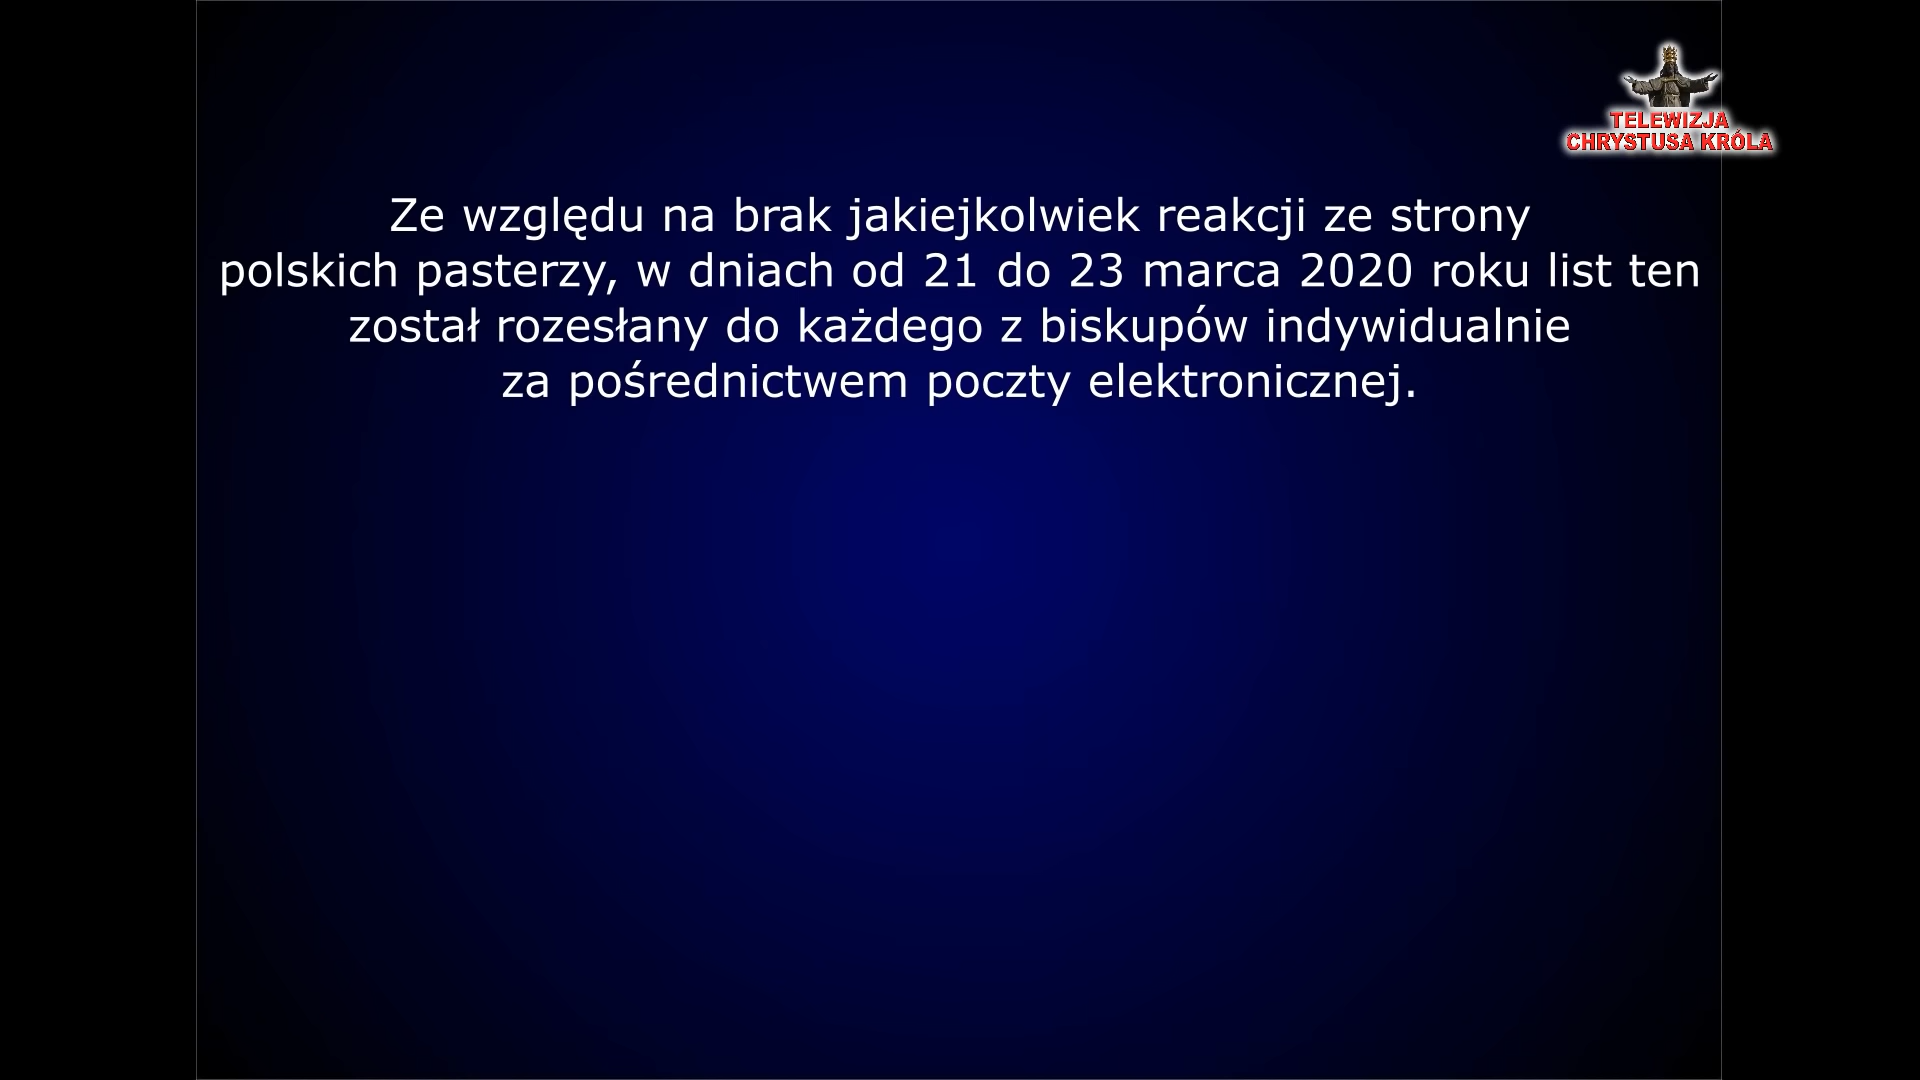 TELEWIZJA
CHRYSTUSA KRÓLA
Ze względu na brak jakiejkolwiek reakcji ze strony
polskich pasterzy, w dniach od 21 do 23 marca 2020 roku list ten
został rozesłany do każdego z biskupów indywidualnie
za pośrednictwem poczty elektronicznej.